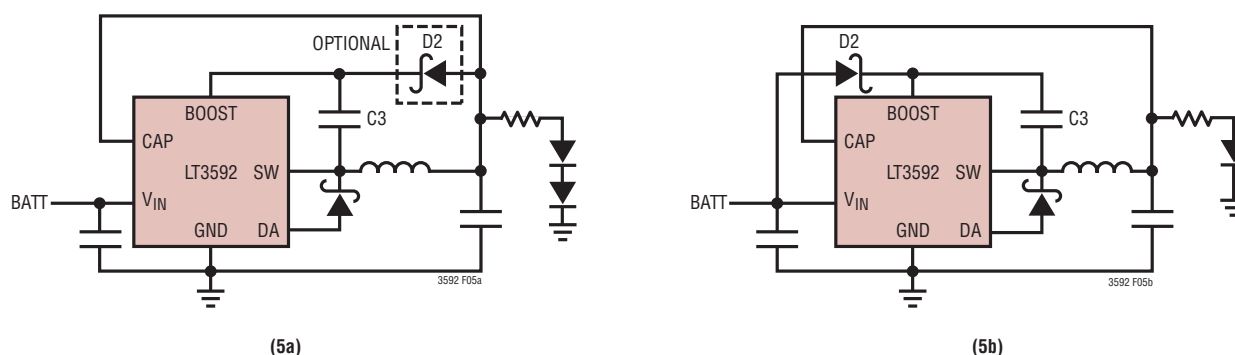 OPTIONAL
D2
BOOST
C3
CAP
LT3592
SW
BATT
VIN
GND
DA
3592 F05a
(5a)
D2
BOOST
C3
CAP
LT3592
SW
BATT
VIN
GND
DA
3592 F05b
(5b)